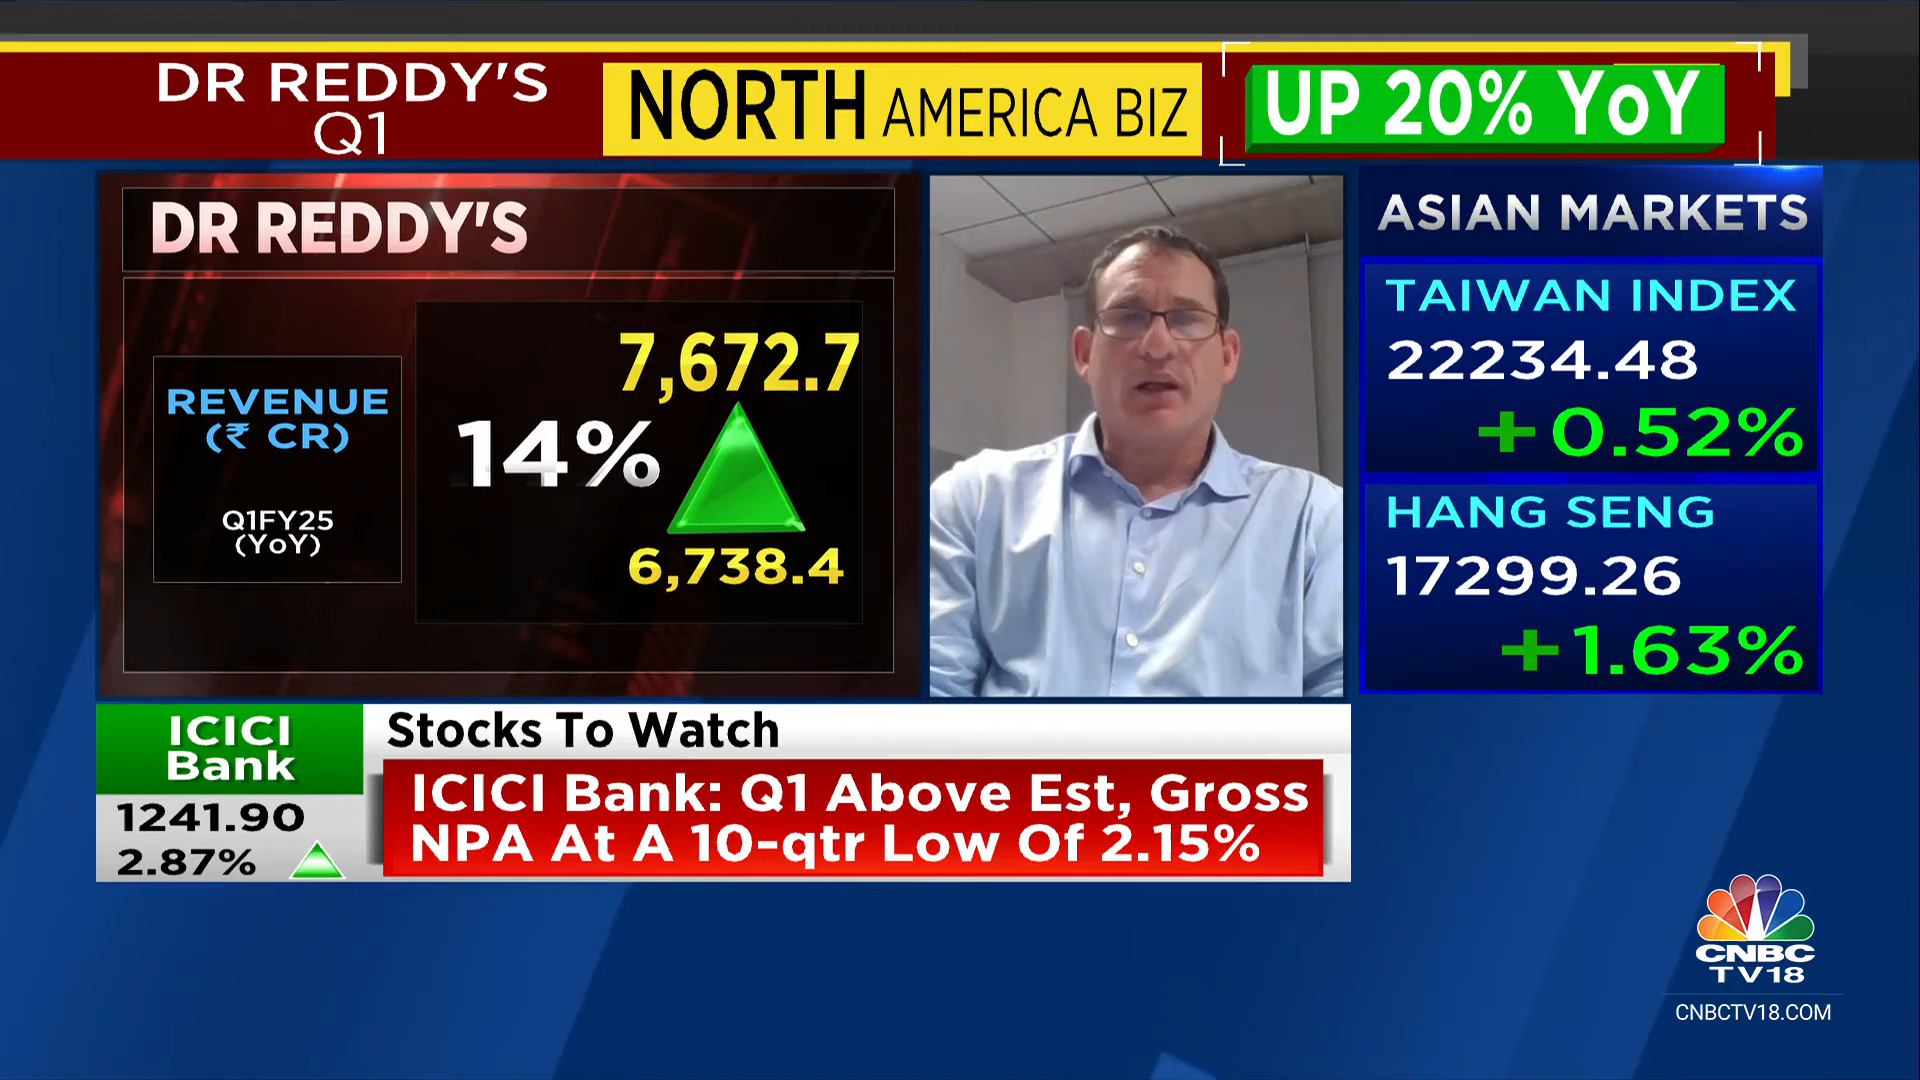 DR REDDY'S
Q1
NORTH AMERICA BIZ
UP 20% YoY
DR REDDY'S
REVENUE
(₹ CR)
Q1FY25
(YoY)
7,672.7
14%
6,738.4
ASIAN MARKETS
TAIWAN INDEX
22234.48
+0.52%
HANG SENG
17299.26
+1.63%
ICICI
Bank
1241.90
2.87%
Stocks To Watch
ICICI Bank: Q1 Above Est, Gross
NPA At A 10-qtr Low Of 2.15%
CNBC
TV18
CNBCTV18.COM